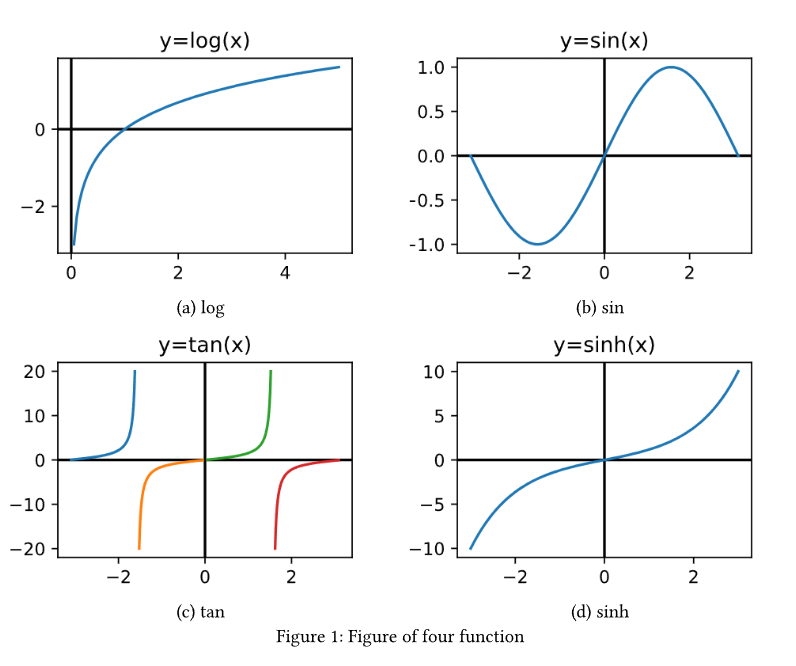 y=log(x)
0
−2
0 2 4
(a) log
y=sin(x)
1.0
0.5
0.0
-0.5
-1.0
−2 0 2
(b) sin
y=tan(x)
20
10
0
−10
−20
−2 0 2
(c) tan
y=sinh(x)
10
5
0
−5
−10
−2 0 2
(d) sinh
Figure 1: Figure of four function